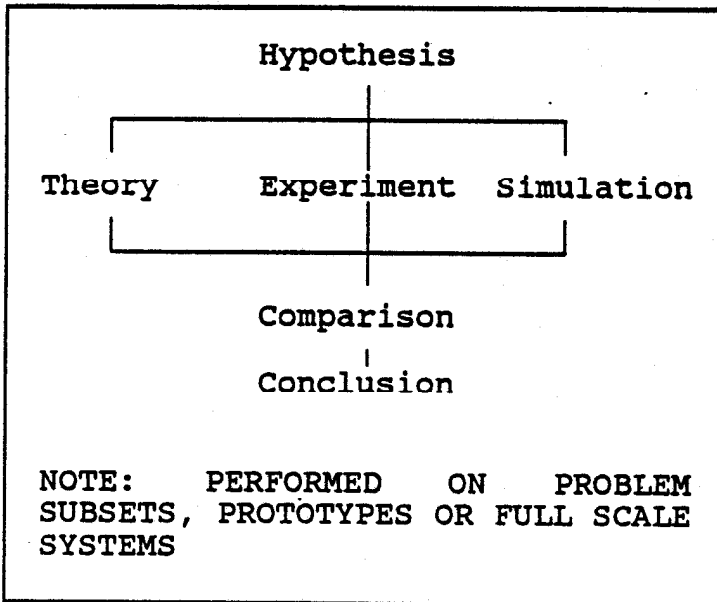 Hypothesis
Theory Experiment Simulation
Comparison
Conclusion
NOTE: PERFORMED ON PROBLEM
SUBSETS, PROTOTYPES OR FULL SCALE
SYSTEMS